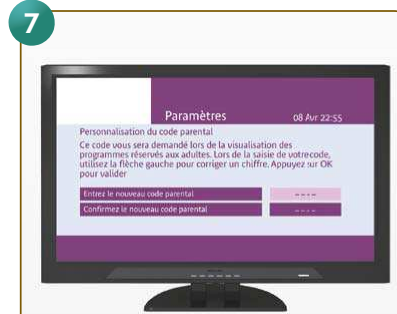 7
Paramètres 08 Avr 22:55
Personnalisation du code parental
Ce code vous sera demandé lors de la visualisation des
programmes réservés aux adultes. Lors de la saisie de votrecode,
utilisez la flèche gauche pour corriger un chiffre. Appuyez sur OK
pour valider
Entrez le nouveau code parental ----
Confirmez le nouveau code parental ----